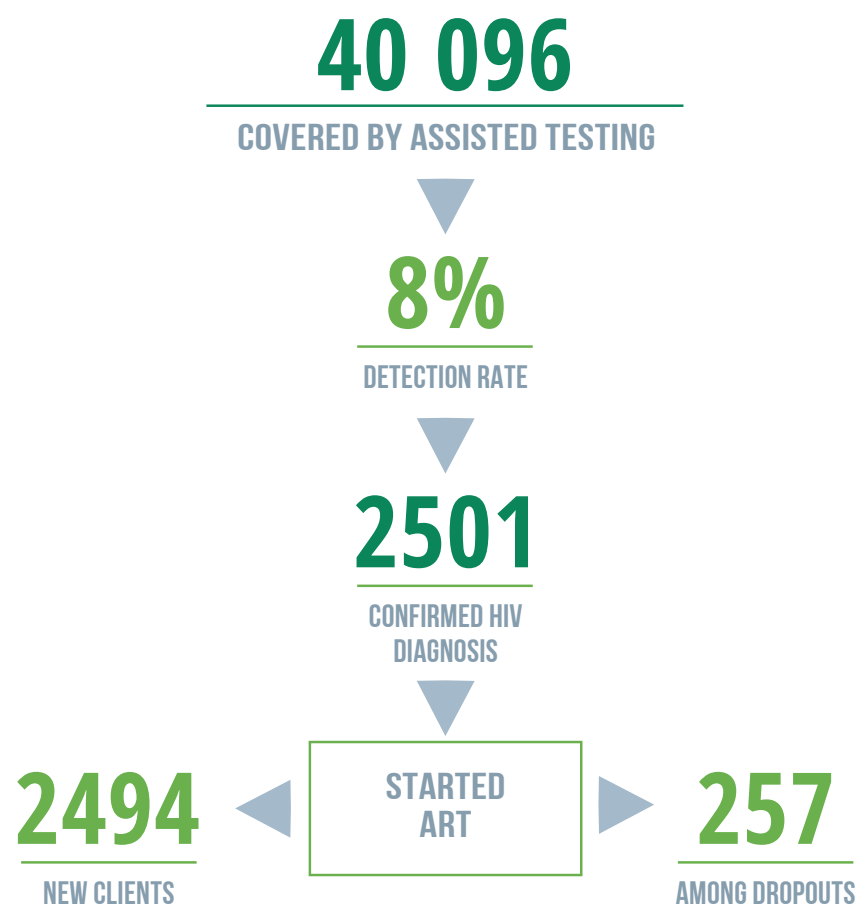 40 096
COVERED BY ASSISTED TESTING
8%
DETECTION RATE
2501
CONFIRMED HIV
DIAGNOSIS
STARTED
ART
2494
NEW CLIENTS
257
AMONG DROPOUTS